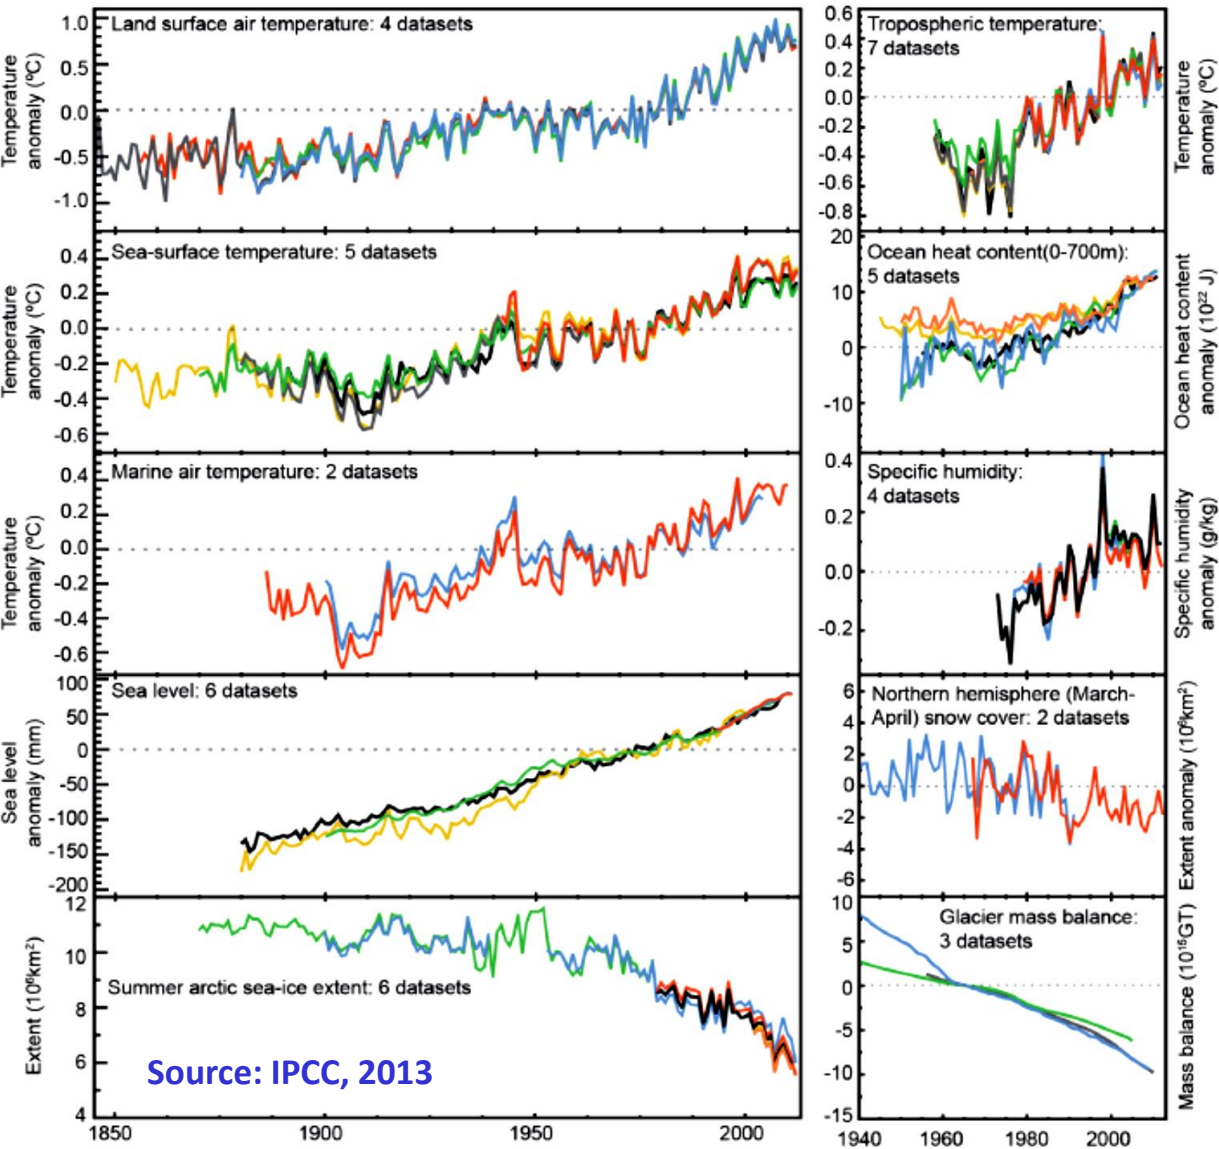 Land surface air temperature: 4 datasets
Temperature
anomaly (ºC)
1.0
0.5
0.0
-0.5
-1.0
Sea-surface temperature: 5 datasets
Temperature
anomaly (ºC)
0.4
0.2
0.0
-0.2
-0.4
-0.6
Marine air temperature: 2 datasets
Temperature
anomaly (ºC)
0.4
0.2
0.0
-0.2
-0.4
-0.6
Sea level: 6 datasets
Sea level
anomaly (mm)
100
50
0
-50
-100
-150
-200
Summer arctic sea-ice extent: 6 datasets
Extent (10⁶km²)
12
10
8
6
4
Source: IPCC, 2013
1850
1900
1950
2000
Tropospheric temperature:
7 datasets
Temperature
anomaly (ºC)
0.6
0.4
0.2
0.0
-0.2
-0.4
-0.6
-0.8
Ocean heat content(0-700m):
5 datasets
Ocean heat content
anomaly (10²² J)
20
10
0
-10
Specific humidity:
4 datasets
Specific humidity
anomaly (g/kg)
0.4
0.2
0.0
-0.2
Northern hemisphere (March-
April) snow cover: 2 datasets
Extent anomaly (10⁶km²)
6
4
2
0
-2
-4
-6
Glacier mass balance:
3 datasets
Mass balance (10¹⁵GT)
10
5
0
-5
-10
-15
1940
1960
1980
2000